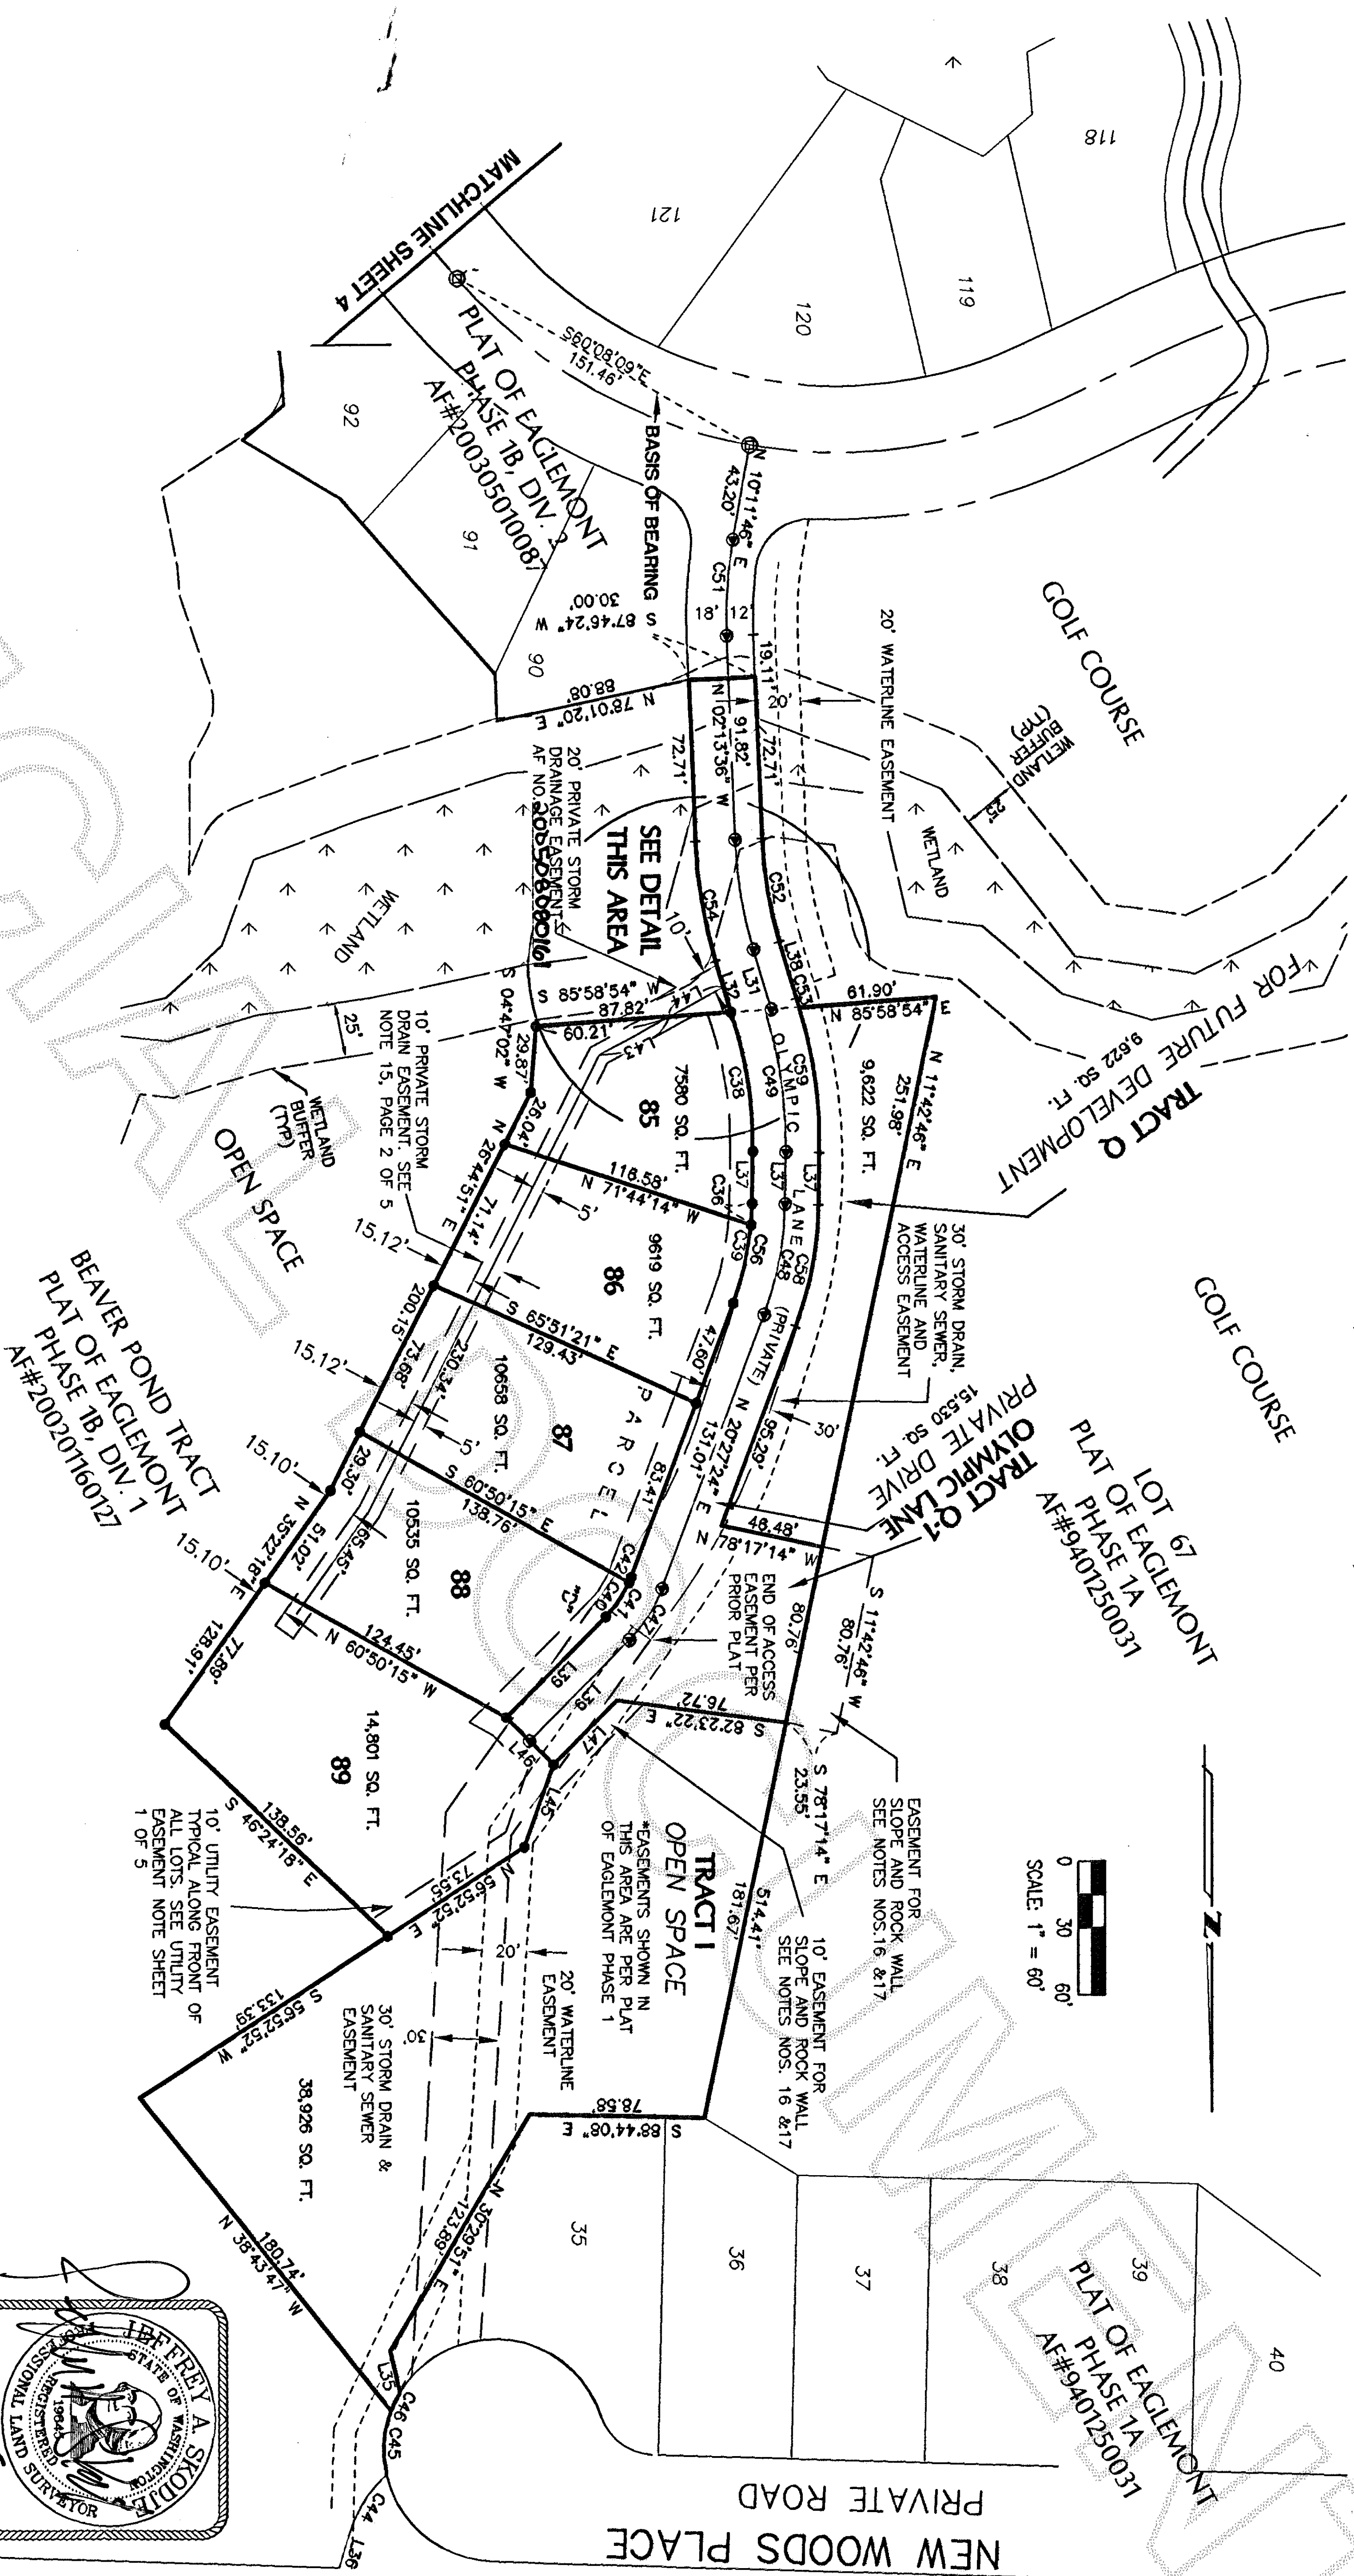 118
121
119
120
MATCHLINE SHEET 4
PLAT OF EAGLEMONT
PHASE 1B, DIV. 2
AF#200305010087
S60°08'09"E
151.46'
BASIS OF BEARING
92
91
90
N 10°11'46" E
43.20'
C51
18'
12'
S 87°46'24" W
30.00'
19.11'
20'
N 78°01'20" E
88.08'
N 02°13'36" W
91.82'
72.71'
72.71'
20' WATERLINE EASEMENT
GOLF COURSE
WETLAND
BUFFER
(TYP.)
25'
WETLAND
20' PRIVATE STORM
DRAINAGE EASEMENT
AF NO. 200508080161
SEE DETAIL
THIS AREA
WETLAND
C54
C52
10'
L38
C53
L31
L32
L44
L43
61.90'
N 85°58'54" E
S 85°58'54" W
87.82'
60.21'
S 04°47'02" W
29.87'
26.04'
25'
WETLAND
BUFFER
(TYP.)
OPEN SPACE
10' PRIVATE STORM
DRAIN EASEMENT. SEE
NOTE 15, PAGE 2 OF 5
FOR FUTURE DEVELOPMENT
9,622 SQ. FT.
TRACT Q
N 11°42'46" E
251.98'
9,622 SQ. FT.
OLYMPIC LANE (PRIVATE)
C59
C49
C38
L37
L37
L37
C36
C39
C56
C58
C48
85
7580 SQ. FT.
116.58'
N 71°44'14" W
N 26°44'51" E
71.14'
5'
15.12'
86
9619 SQ. FT.
S 65°51'21" E
129.43'
47.60'
30' STORM DRAIN,
SANITARY SEWER,
WATERLINE AND
ACCESS EASEMENT
GOLF COURSE
LOT 67
PLAT OF EAGLEMONT
PHASE 1A
AF#9401250031
TRACT Q-1
OLYMPIC LANE
PRIVATE DRIVE
15,530 SQ. FT.
N 20°27'24" E
131.01'
95.29'
30'
46.48'
N 78°17'14" W
200.15'
73.68'
230.34'
15.12'
5'
87
10658 SQ. FT.
PARCEL "C"
83.41'
S 60°50'15" E
138.76'
C42
C41
C40
C47
29.30'
15.10'
N 35°22'18" E
51.02'
65.45'
15.10'
88
10535 SQ. FT.
124.45'
N 60°50'15" W
L39
L39
L47
L46
L45
BEAVER POND TRACT
PLAT OF EAGLEMONT
PHASE 1B, DIV. 1
AF#200201160127
END OF ACCESS
EASEMENT PER
PRIOR PLAT
80.76'
S 11°42'46" W
80.76'
76.72'
S 82°23'22" E
S 78°17'14" E
23.55'
EASEMENT FOR
SLOPE AND ROCK WALL
SEE NOTES NOS.16 &17
128.91'
77.89'
89
14,801 SQ. FT.
138.56'
S 46°24'18" E
N 56°52'52" E
73.55'
TRACT I
OPEN SPACE
*EASEMENTS SHOWN IN
THIS AREA ARE PER PLAT
OF EAGLEMONT PHASE 1
514.41'
181.67'
10' EASEMENT FOR
SLOPE AND ROCK WALL
SEE NOTES NOS. 16 &17
Z
0 30 60'
SCALE: 1" = 60'
10' UTILITY EASEMENT
TYPICAL ALONG FRONT OF
ALL LOTS. SEE UTILITY
EASEMENT NOTE SHEET
1 OF 5
20'
20' WATERLINE
EASEMENT
30'
30' STORM DRAIN &
SANITARY SEWER
EASEMENT
S 56°52'52" W
133.39'
38,926 SQ. FT.
78.58'
S 88°44'08" E
N 30°29'51" E
123.89'
N 38°43'47" W
180.74'
L35
C46
C45
C44
L36
35
36
37
38
39
40
PLAT OF EAGLEMONT
PHASE 1A
AF#9401250031
PRIVATE ROAD
NEW WOODS PLACE
JEFFREY A. SKODJE
STATE OF WASHINGTON
19645
REGISTERED
PROFESSIONAL LAND SURVEYOR